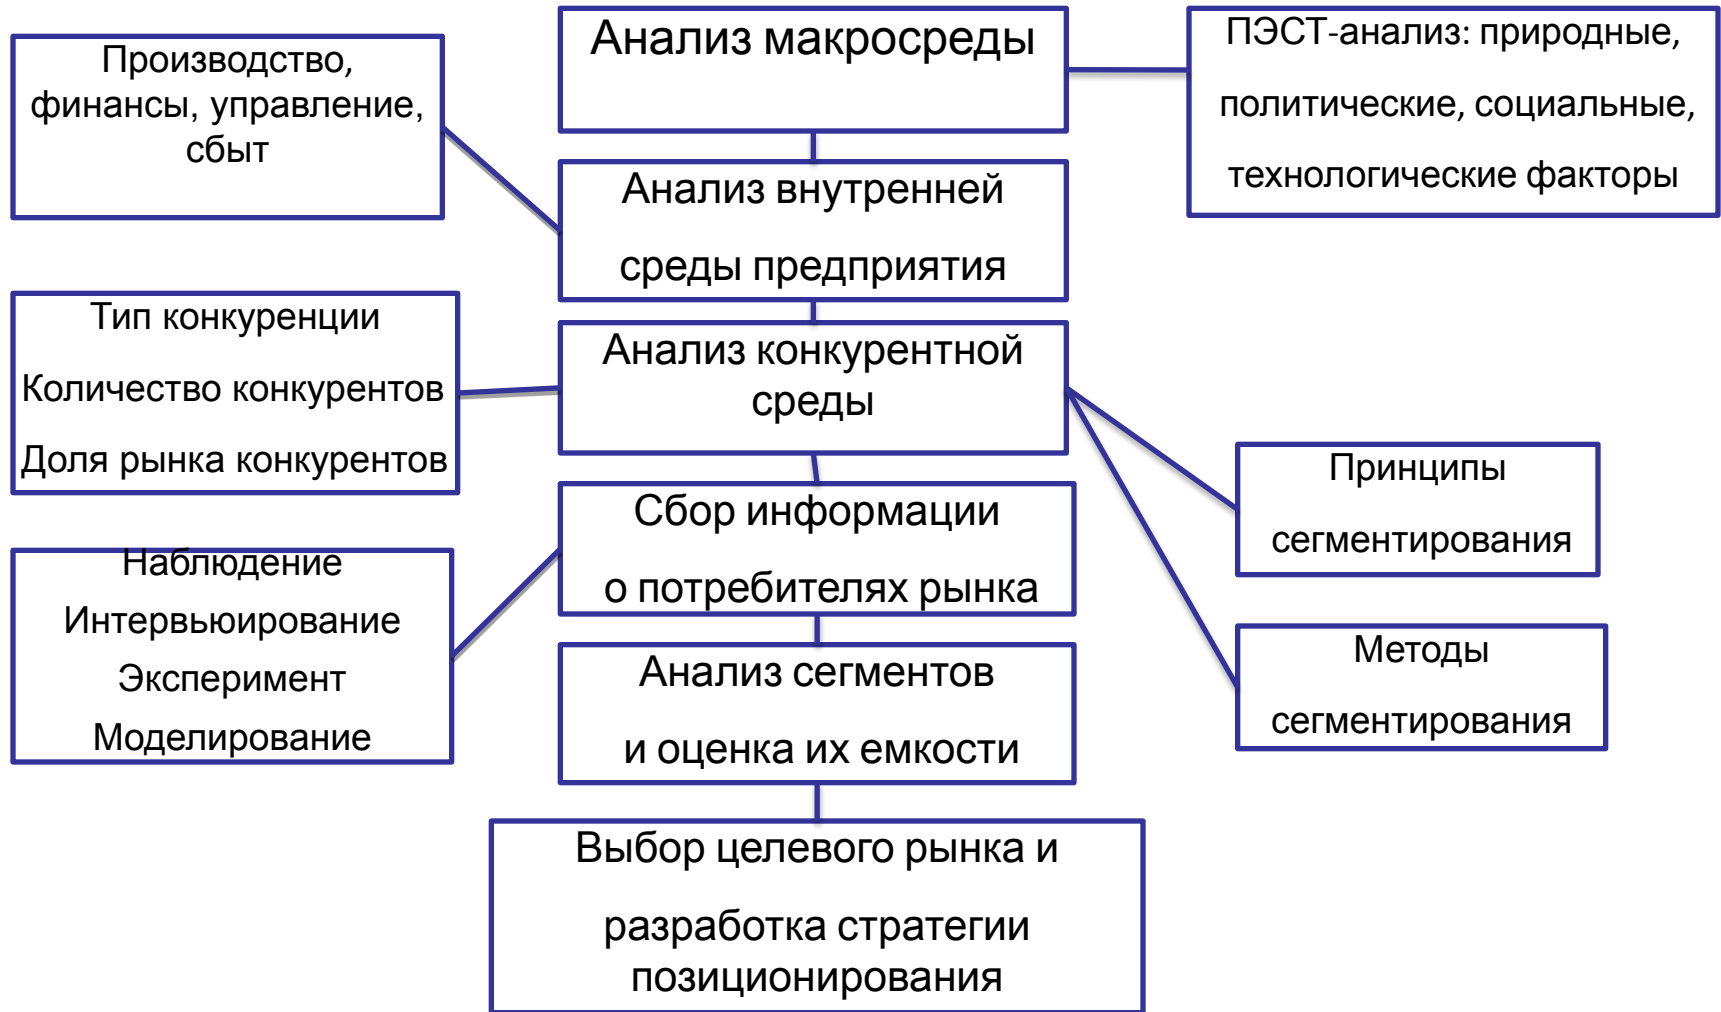 Анализ макросреды
ПЭСТ-анализ: природные,
политические, социальные,
технологические факторы
Производство,
финансы, управление,
сбыт
Анализ внутренней
среды предприятия
Тип конкуренции
Количество конкурентов
Доля рынка конкурентов
Анализ конкурентной
среды
Принципы
сегментирования
Сбор информации
о потребителях рынка
Наблюдение
Интервьюирование
Эксперимент
Моделирование
Методы
сегментирования
Анализ сегментов
и оценка их емкости
Выбор целевого рынка и
разработка стратегии
позиционирования